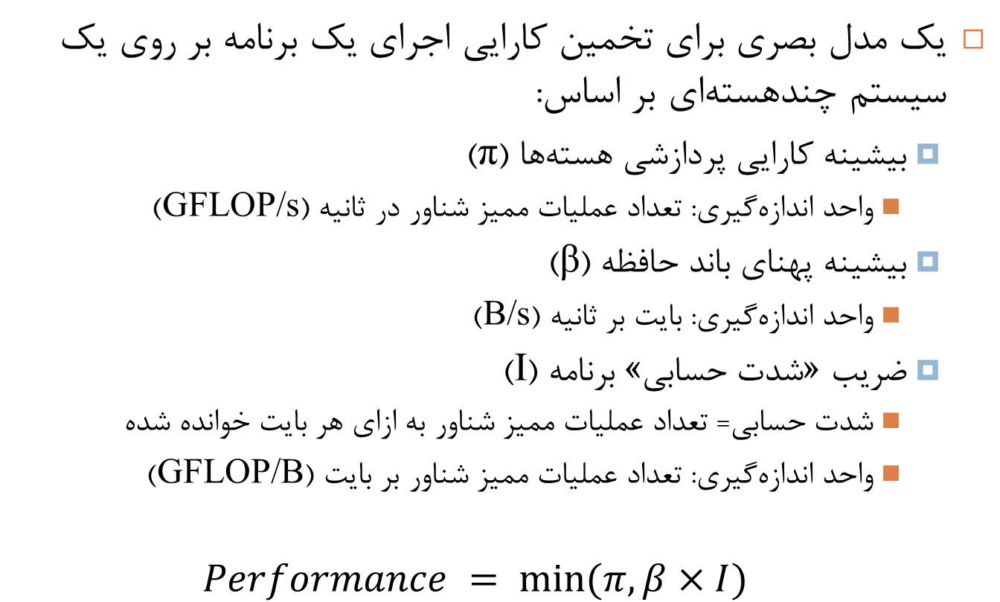 یک مدل بصری برای تخمین کارایی اجرای یک برنامه بر روی یک
سیستم چندهسته‌ای بر اساس:
بیشینه کارایی پردازشی هسته‌ها (π)
واحد اندازه‌گیری: تعداد عملیات ممیز شناور در ثانیه (GFLOP/s)
بیشینه پهنای باند حافظه (β)
واحد اندازه‌گیری: بایت بر ثانیه (B/s)
ضریب «شدت حسابی» برنامه (I)
شدت حسابی= تعداد عملیات ممیز شناور به ازای هر بایت خوانده شده
واحد اندازه‌گیری: تعداد عملیات ممیز شناور بر بایت (GFLOP/B)
Performance = min(π, β × I)